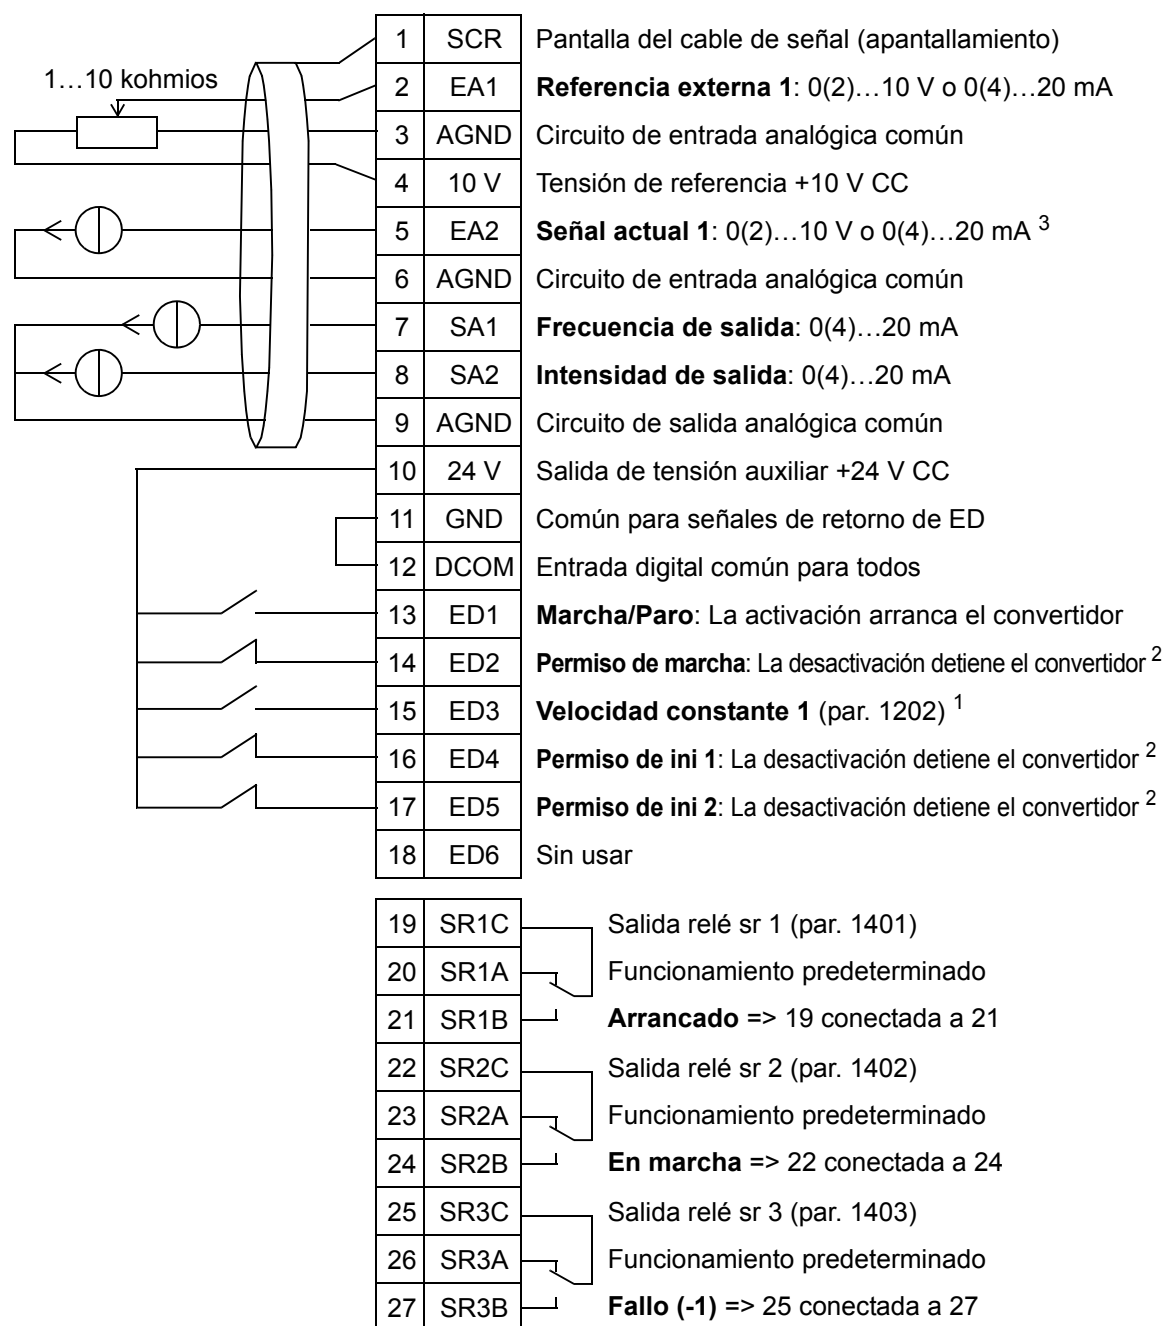 1 SCR Pantalla del cable de señal (apantallamiento)
1…10 kohmios
2 EA1 Referencia externa 1: 0(2)…10 V o 0(4)…20 mA
3 AGND Circuito de entrada analógica común
4 10 V Tensión de referencia +10 V CC
5 EA2 Señal actual 1: 0(2)…10 V o 0(4)…20 mA 3
6 AGND Circuito de entrada analógica común
7 SA1 Frecuencia de salida: 0(4)…20 mA
8 SA2 Intensidad de salida: 0(4)…20 mA
9 AGND Circuito de salida analógica común
10 24 V Salida de tensión auxiliar +24 V CC
11 GND Común para señales de retorno de ED
12 DCOM Entrada digital común para todos
13 ED1 Marcha/Paro: La activación arranca el convertidor
14 ED2 Permiso de marcha: La desactivación detiene el convertidor 2
15 ED3 Velocidad constante 1 (par. 1202) 1
16 ED4 Permiso de ini 1: La desactivación detiene el convertidor 2
17 ED5 Permiso de ini 2: La desactivación detiene el convertidor 2
18 ED6 Sin usar
19 SR1C Salida relé sr 1 (par. 1401)
20 SR1A Funcionamiento predeterminado
21 SR1B Arrancado => 19 conectada a 21
22 SR2C Salida relé sr 2 (par. 1402)
23 SR2A Funcionamiento predeterminado
24 SR2B En marcha => 22 conectada a 24
25 SR3C Salida relé sr 3 (par. 1403)
26 SR3A Funcionamiento predeterminado
27 SR3B Fallo (-1) => 25 conectada a 27